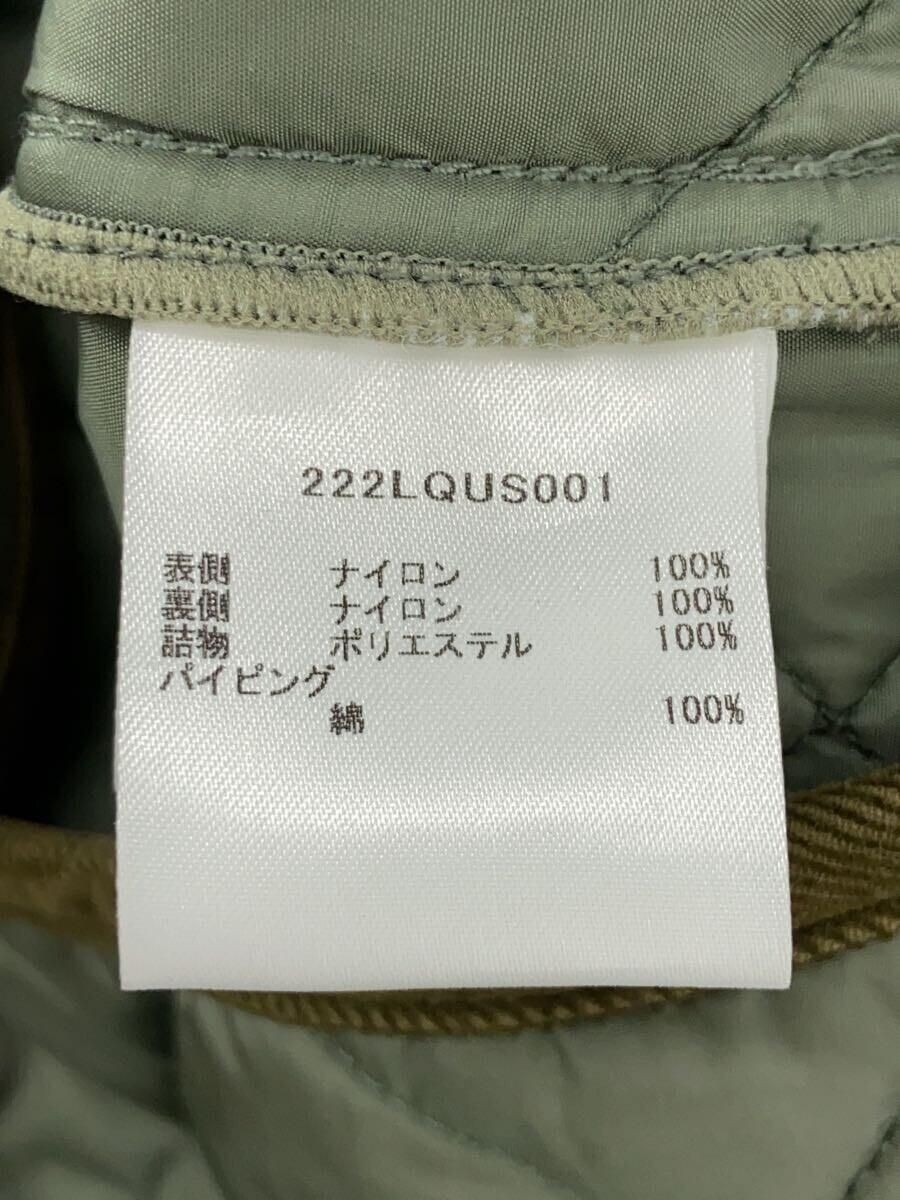 222LQUS001
表側 ナイロン 100%
裏側 ナイロン 100%
詰物 ポリエステル 100%
パイピング
綿 100%